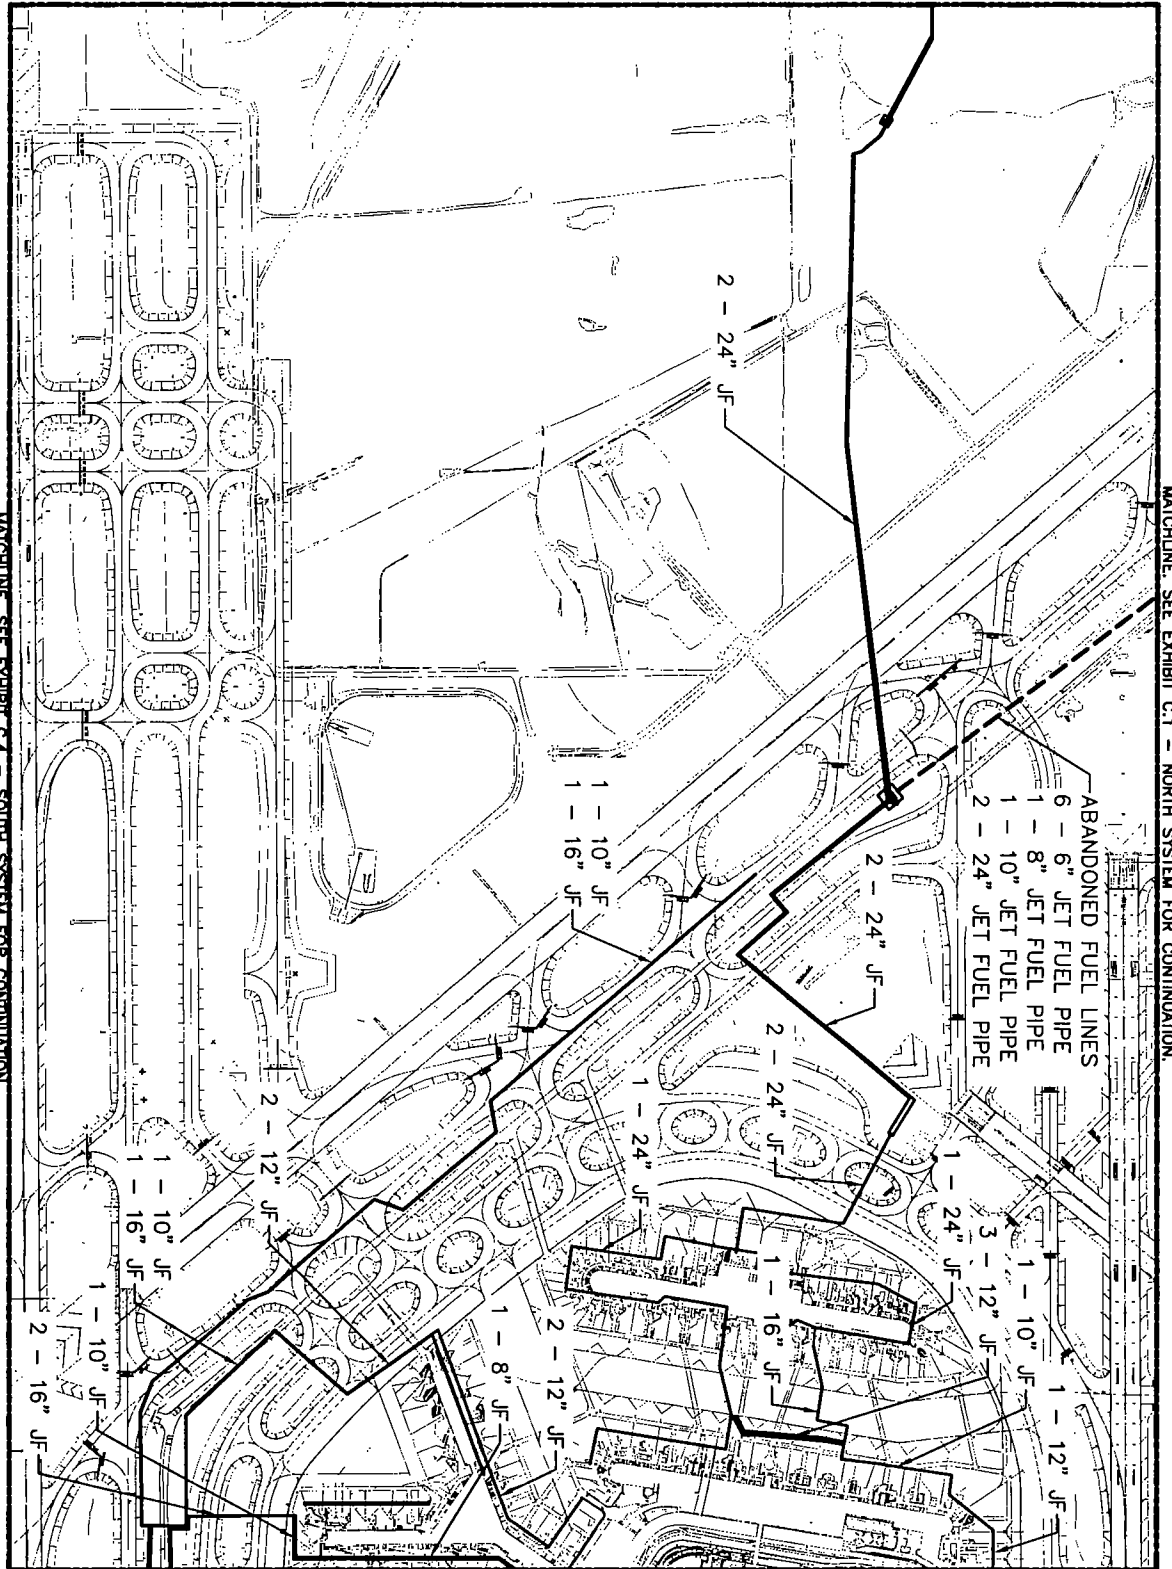 MATCHLINE, SEE EXHIBIT C.1 - NORTH SYSTEM FOR CONTINUATION.
ABANDONED FUEL LINES
6 - 6" JET FUEL PIPE
1 - 8" JET FUEL PIPE
1 - 10" JET FUEL PIPE
2 - 24" JET FUEL PIPE
2 - 24" JF
2 - 24" JF
2 - 24" JF
1 - 10" JF
1 - 16" JF
1 - 24" JF
1 - 24" JF
3 - 12" JF
1 - 10" JF
1 - 12" JF
1 - 16" JF
2 - 12" JF
1 - 8" JF
2 - 12" JF
1 - 10" JF
1 - 16" JF
1 - 10" JF
2 - 16" JF